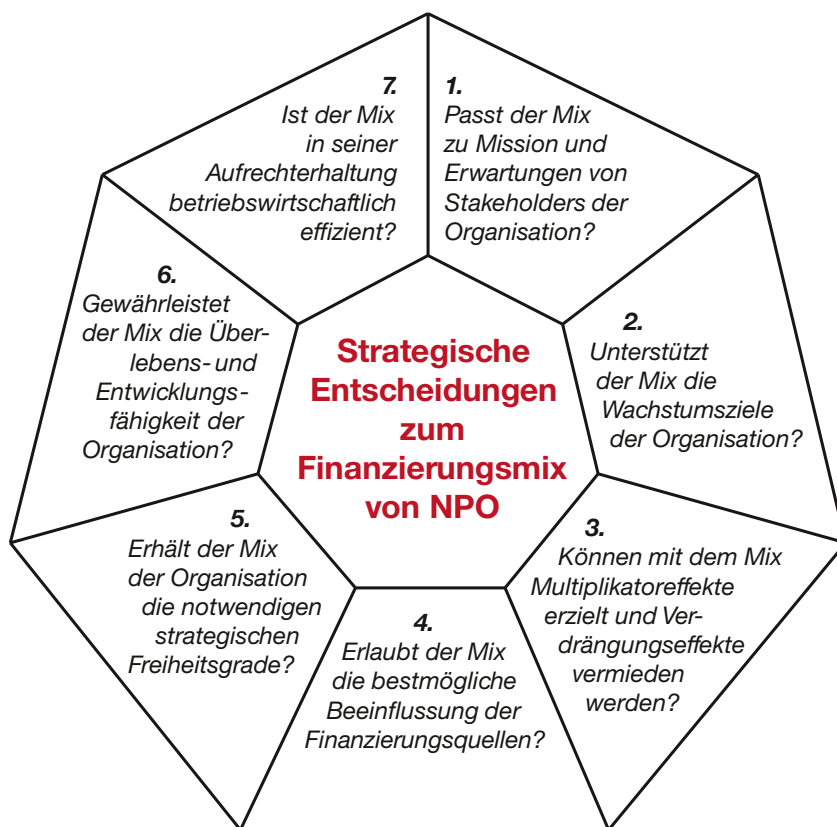 Strategische
Entscheidungen
zum
Finanzierungsmix
von NPO
1.
Passt der Mix
zu Mission und
Erwartungen von
Stakeholders der
Organisation?
2.
Unterstützt
der Mix die
Wachstumsziele
der Organisation?
3.
Können mit dem Mix
Multiplikatoreffekte
erzielt und Ver-
drängungseffekte
vermieden
werden?
4.
Erlaubt der Mix
die bestmögliche
Beeinflussung der
Finanzierungsquellen?
5.
Erhält der Mix
der Organisation
die notwendigen
strategischen
Freiheitsgrade?
6.
Gewährleistet
der Mix die Über-
lebens- und
Entwicklungs-
fähigkeit der
Organisation?
7.
Ist der Mix
in seiner
Aufrechterhaltung
betriebswirtschaftlich
effizient?